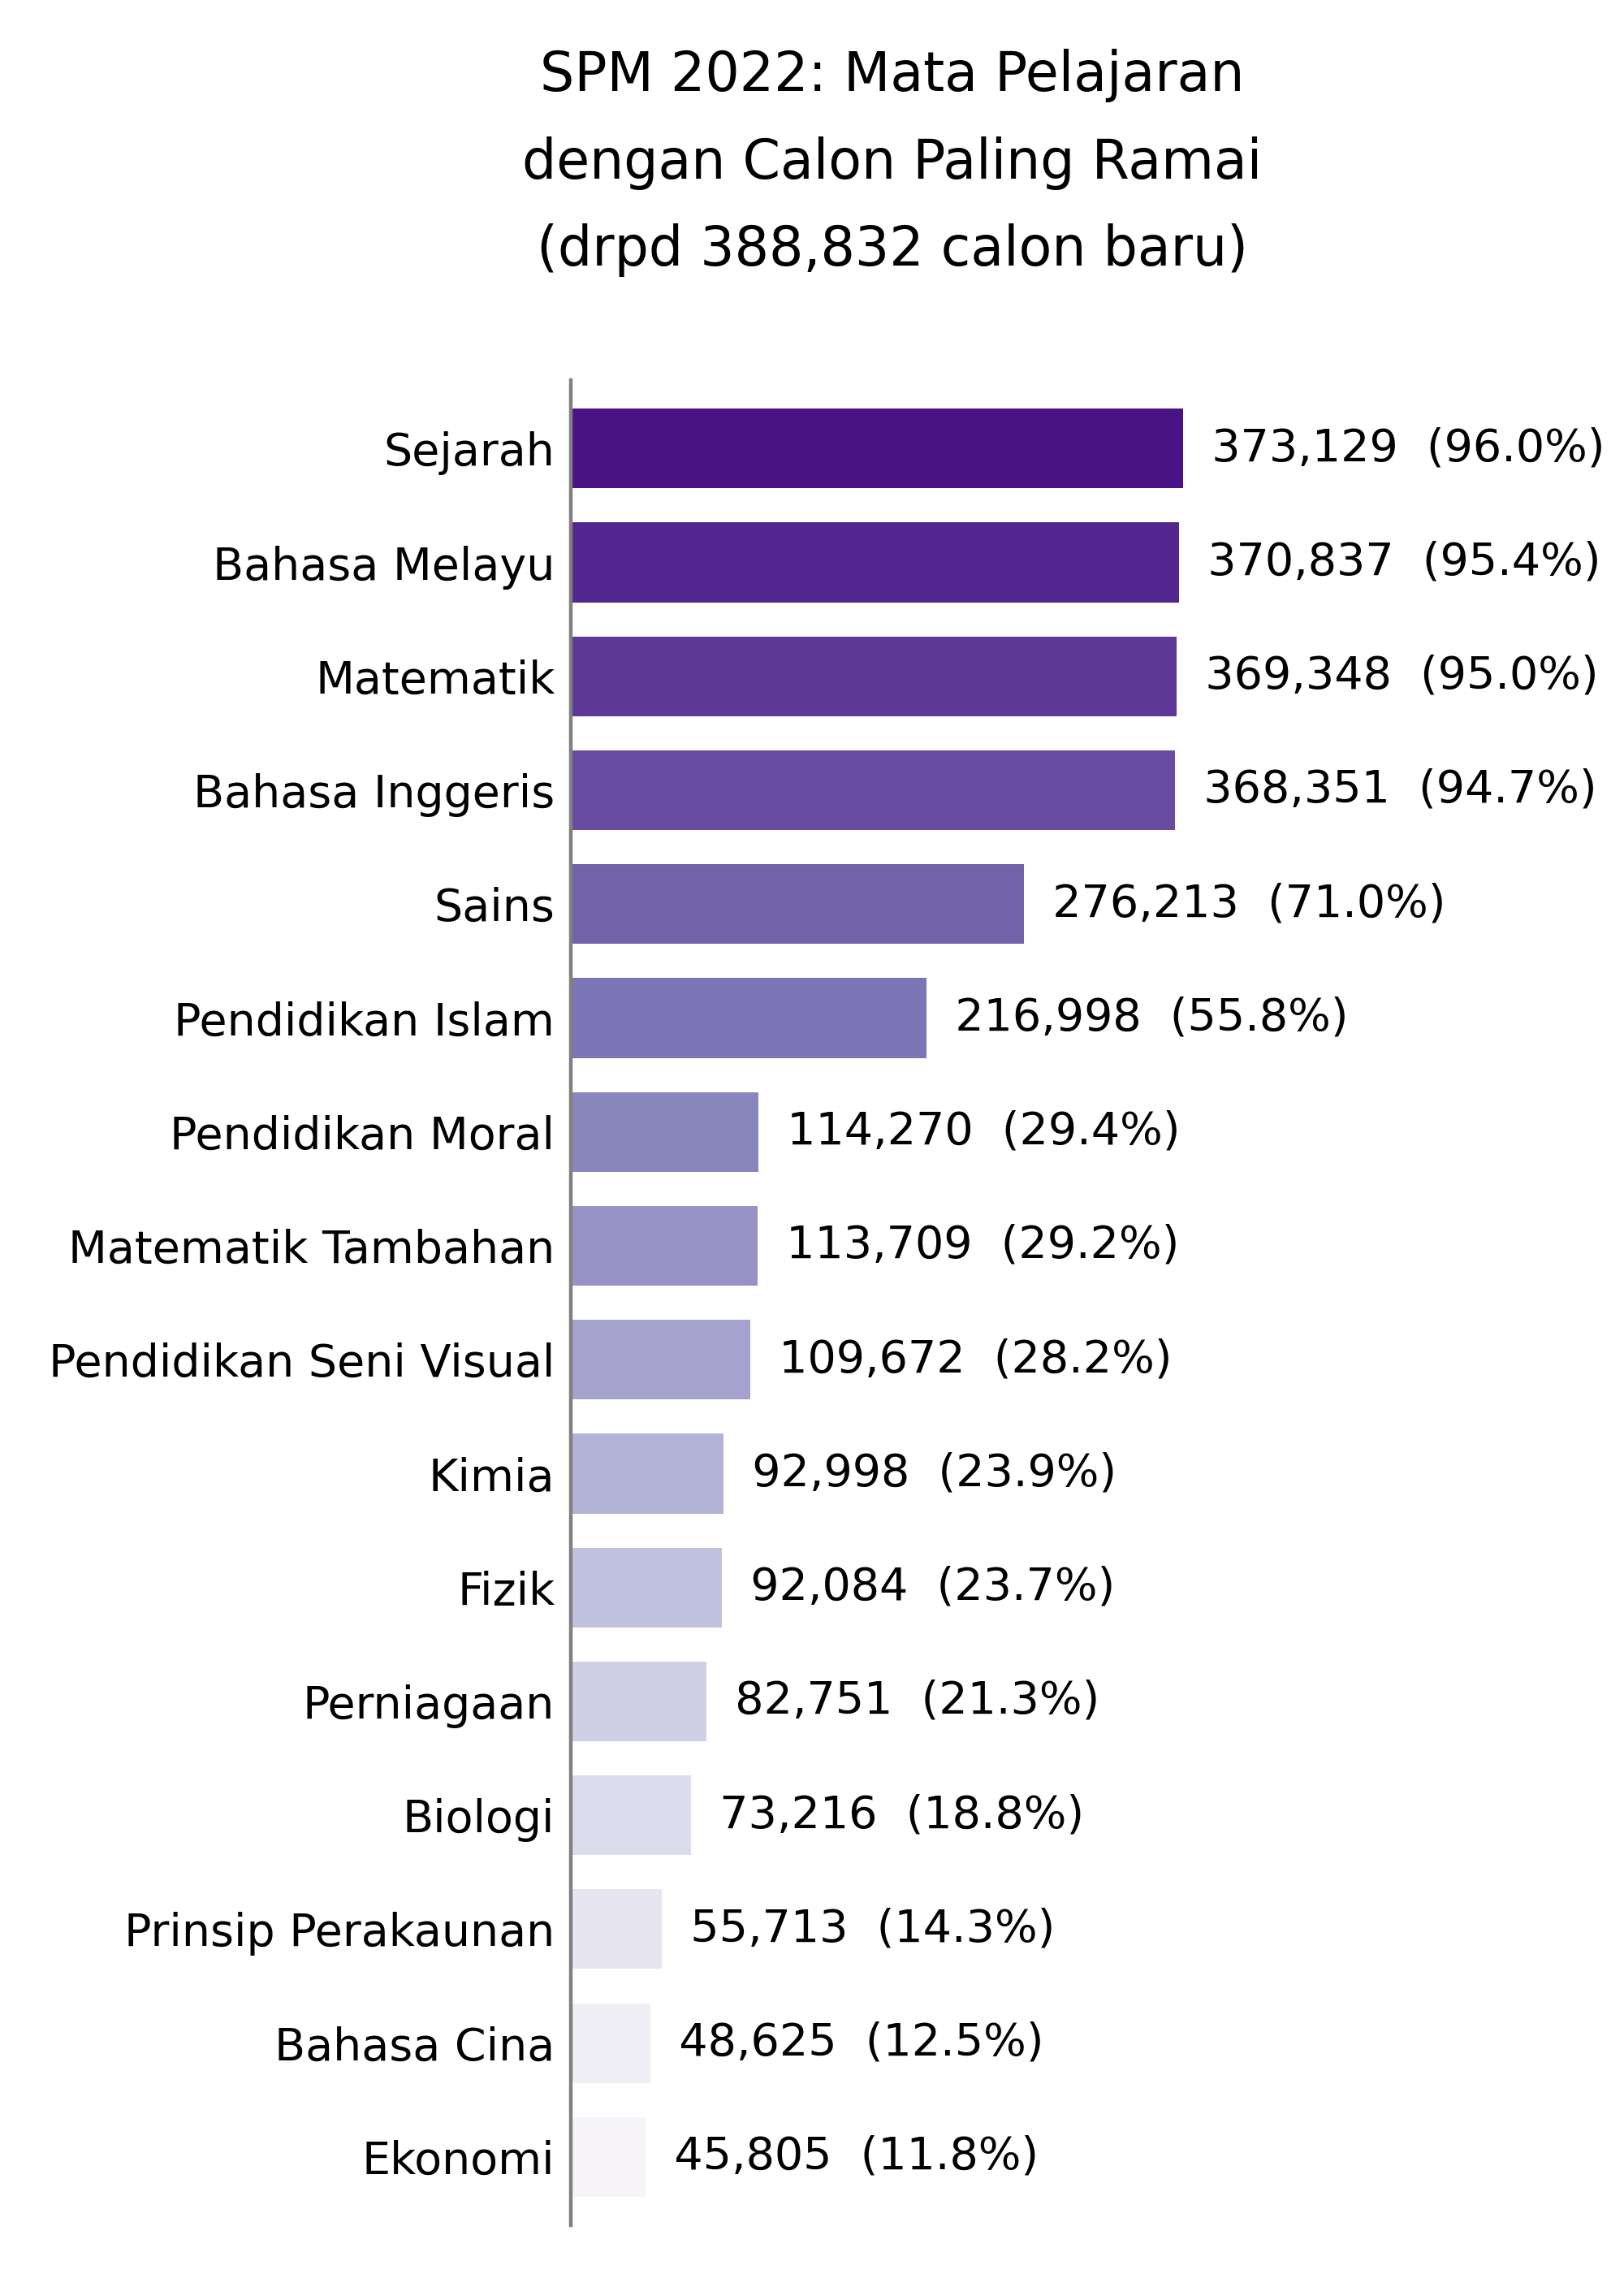 SPM 2022: Mata Pelajaran
dengan Calon Paling Ramai
(drpd 388,832 calon baru)
Sejarah 373,129 (96.0%)
Bahasa Melayu 370,837 (95.4%)
Matematik 369,348 (95.0%)
Bahasa Inggeris 368,351 (94.7%)
Sains 276,213 (71.0%)
Pendidikan Islam 216,998 (55.8%)
Pendidikan Moral 114,270 (29.4%)
Matematik Tambahan 113,709 (29.2%)
Pendidikan Seni Visual 109,672 (28.2%)
Kimia 92,998 (23.9%)
Fizik 92,084 (23.7%)
Perniagaan 82,751 (21.3%)
Biologi 73,216 (18.8%)
Prinsip Perakaunan 55,713 (14.3%)
Bahasa Cina 48,625 (12.5%)
Ekonomi 45,805 (11.8%)